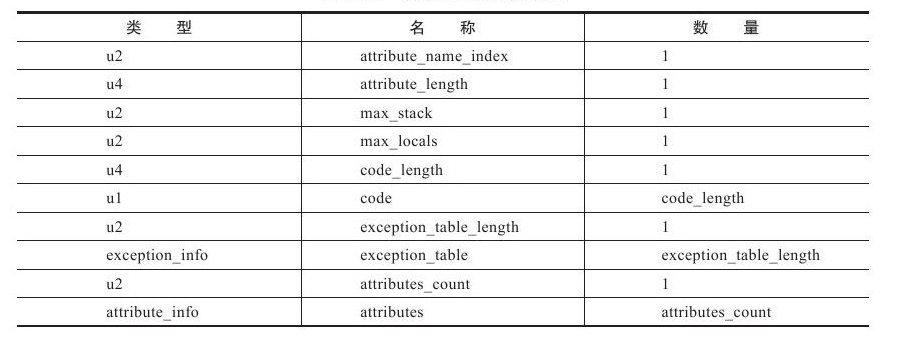 类 型 名 称 数 量
u2 attribute_name_index 1
u4 attribute_length 1
u2 max_stack 1
u2 max_locals 1
u4 code_length 1
u1 code code_length
u2 exception_table_length 1
exception_info exception_table exception_table_length
u2 attributes_count 1
attribute_info attributes attributes_count